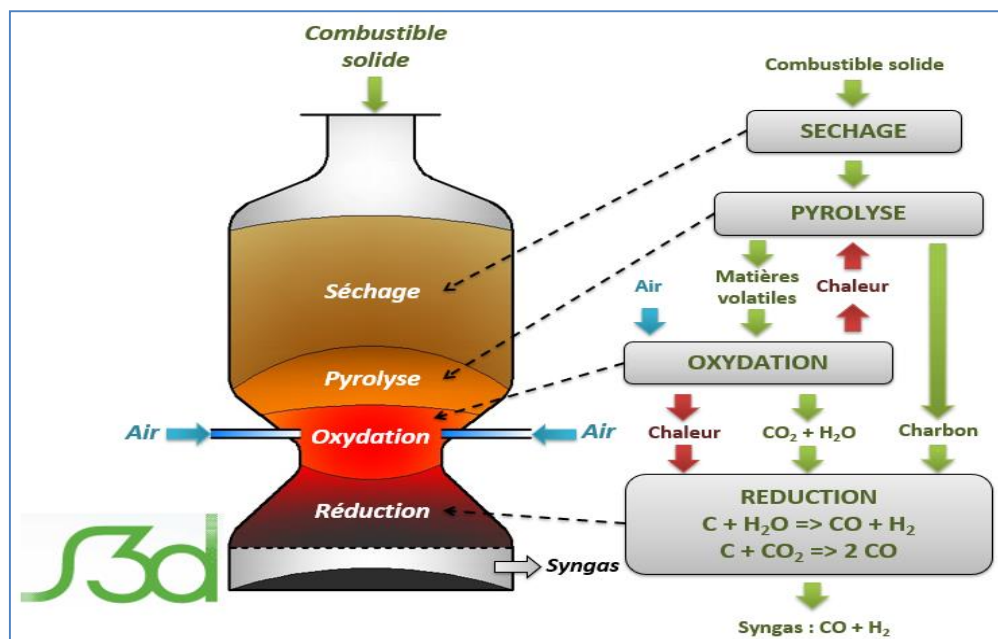 Combustible
solide
Séchage
Pyrolyse
Air
Oxydation
Air
Réduction
Syngas
S3d
Combustible solide
SECHAGE
PYROLYSE
Air
Matières
volatiles
Chaleur
OXYDATION
Chaleur
CO₂ + H₂O
Charbon
REDUCTION
C + H₂O => CO + H₂
C + CO₂ => 2 CO
Syngas : CO + H₂